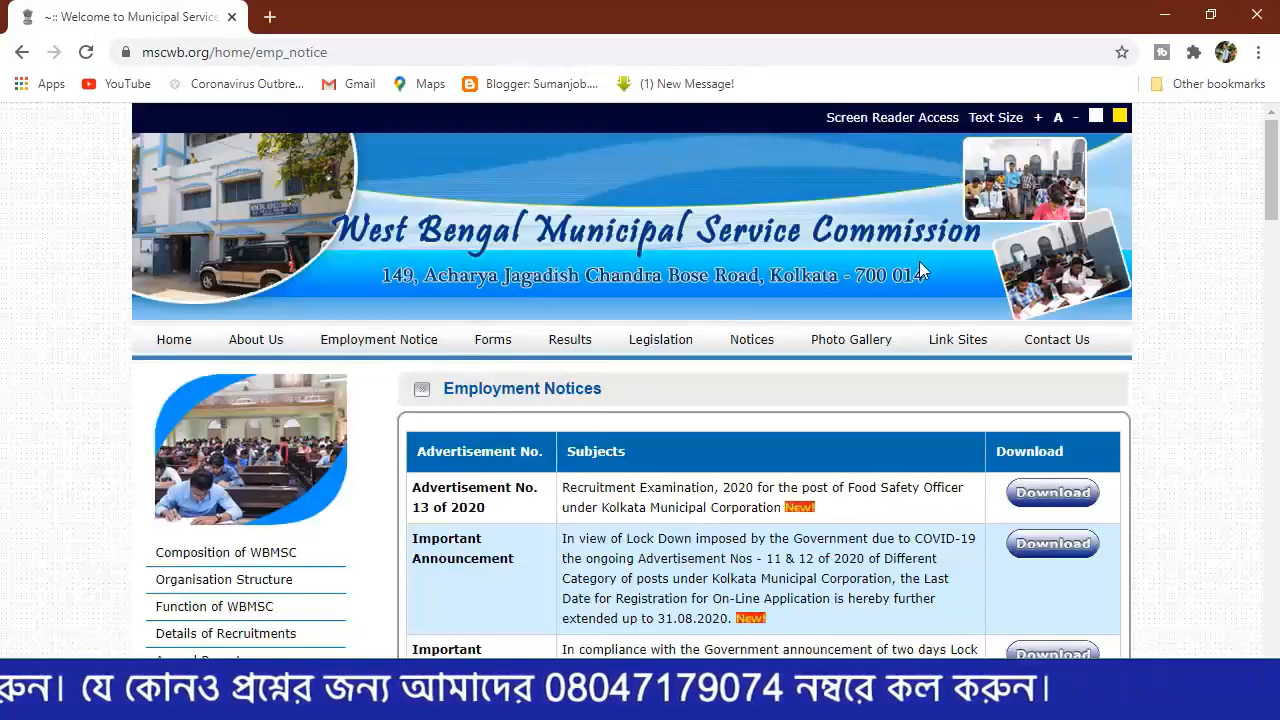 ~:: Welcome to Municipal Service
mscwb.org/home/emp_notice
Apps YouTube Coronavirus Outbre... Gmail Maps Blogger: Sumanjob.... (1) New Message! Other bookmarks
Screen Reader Access Text Size + A -
West Bengal Municipal Service Commission
149, Acharya Jagadish Chandra Bose Road, Kolkata - 700 014
Home About Us Employment Notice Forms Results Legislation Notices Photo Gallery Link Sites Contact Us
Employment Notices
Advertisement No. Subjects Download
Advertisement No. 13 of 2020
Recruitment Examination, 2020 for the post of Food Safety Officer
under Kolkata Municipal Corporation New!
Download
Important
Announcement
In view of Lock Down imposed by the Government due to COVID-19
the ongoing Advertisement Nos - 11 & 12 of 2020 of Different
Category of posts under Kolkata Municipal Corporation, the Last
Date for Registration for On-Line Application is hereby further
extended up to 31.08.2020. New!
Download
Important
In compliance with the Government announcement of two days Lock
Download
Composition of WBMSC
Organisation Structure
Function of WBMSC
Details of Recruitments
রুন। যে কোনও প্রশ্নের জন্য আমাদের 08047179074 নম্বরে কল করুন।